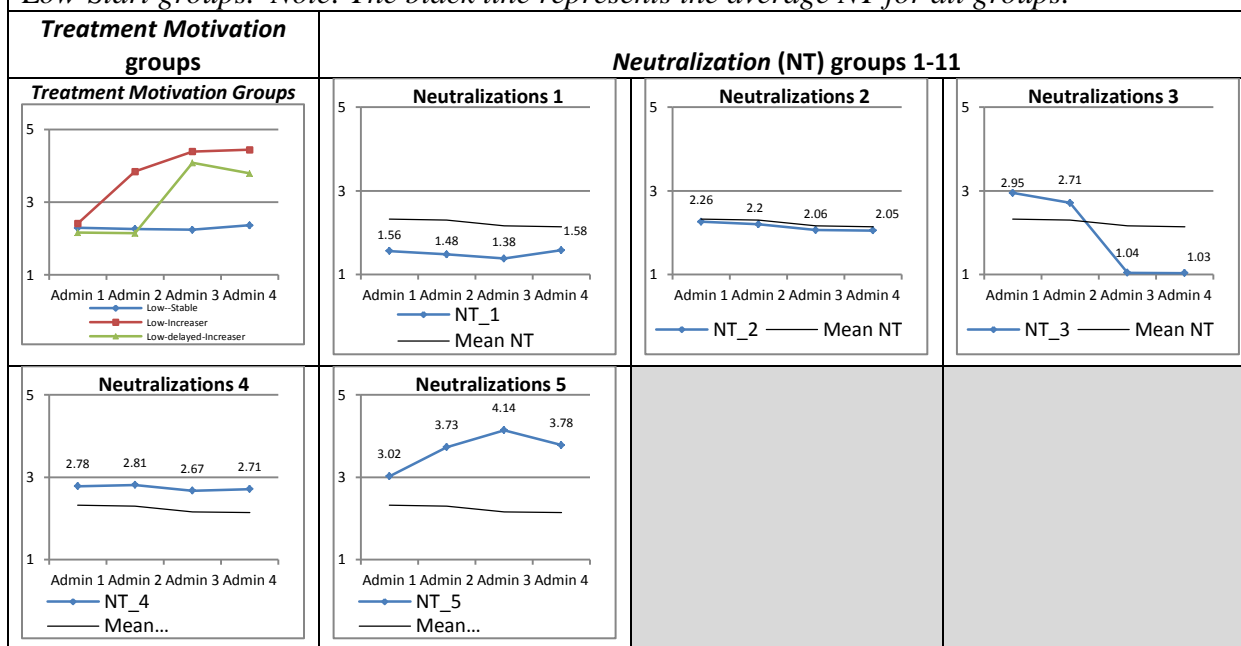 Low-Start groups. Note: The black line represents the average NT for all groups.
Treatment Motivation
groups
Neutralization (NT) groups 1-11
Treatment Motivation Groups
5
3
1
Admin 1 Admin 2 Admin 3 Admin 4
Low--Stable
Low-Increaser
Low-delayed-Increaser
Neutralizations 1
5
3
1
1.56 1.48 1.38 1.58
Admin 1 Admin 2 Admin 3 Admin 4
NT_1
Mean NT
Neutralizations 2
5
3
1
2.26 2.2 2.06 2.05
Admin 1 Admin 2 Admin 3 Admin 4
NT_2 Mean NT
Neutralizations 3
5
3
1
2.95 2.71 1.04 1.03
Admin 1 Admin 2 Admin 3 Admin 4
NT_3 Mean NT
Neutralizations 4
5
3
1
2.78 2.81 2.67 2.71
Admin 1 Admin 2 Admin 3 Admin 4
NT_4
Mean...
Neutralizations 5
5
3
1
3.02 3.73 4.14 3.78
Admin 1 Admin 2 Admin 3 Admin 4
NT_5
Mean...